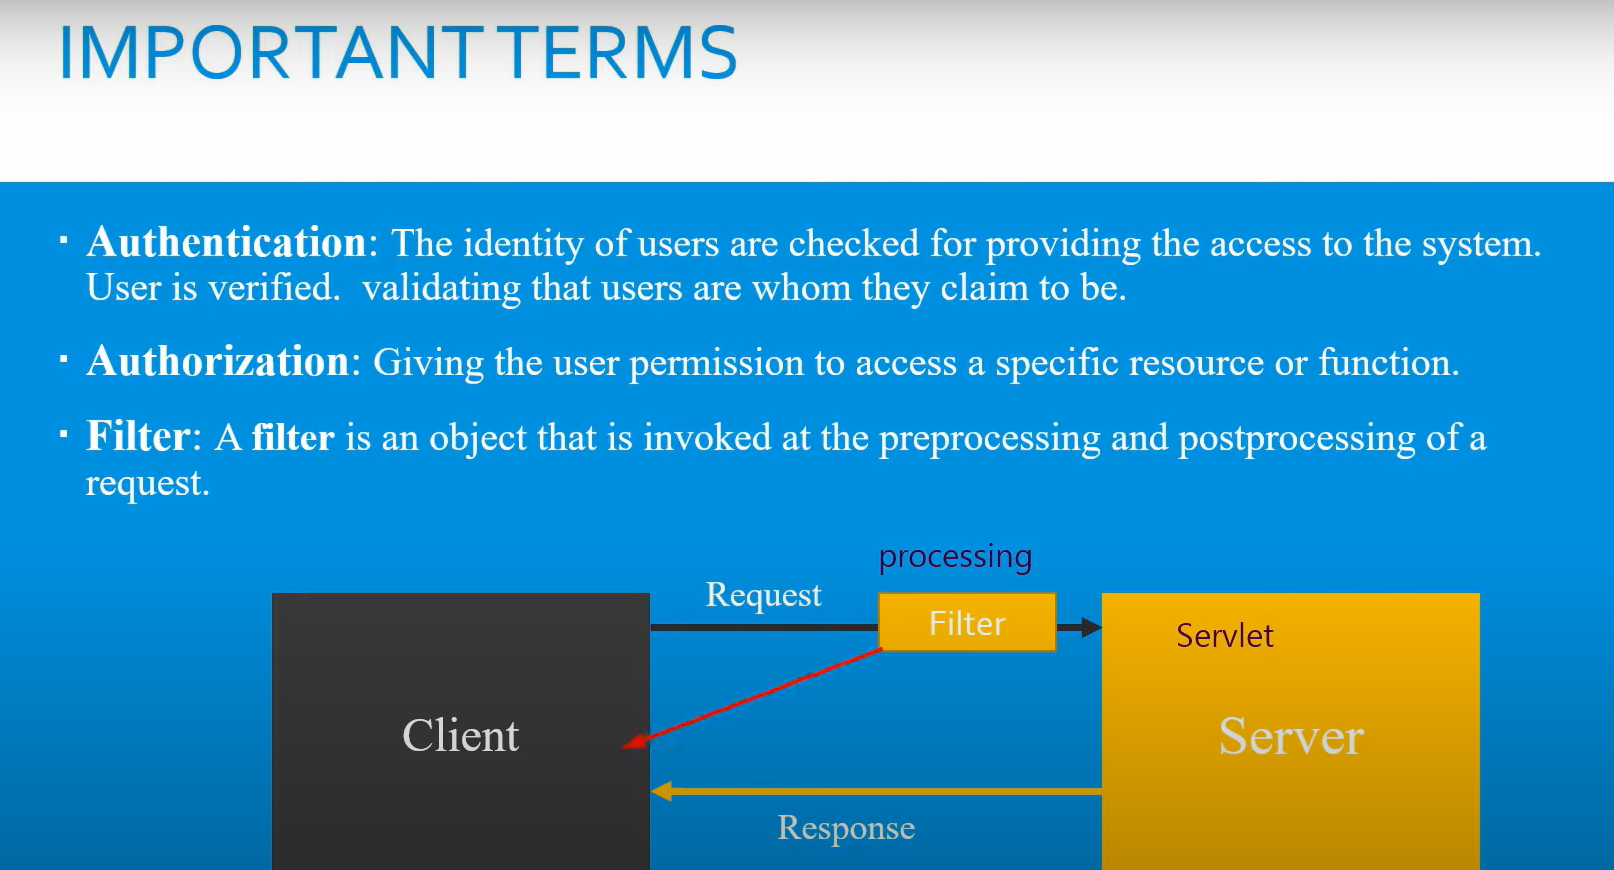 IMPORTANT TERMS
▪ Authentication: The identity of users are checked for providing the access to the system.
User is verified.  validating that users are whom they claim to be.
▪ Authorization: Giving the user permission to access a specific resource or function.
▪ Filter: A filter is an object that is invoked at the preprocessing and postprocessing of a
request.
processing
Request
Filter
Servlet
Client
Server
Response